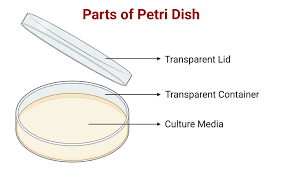 Parts of Petri Dish
Transparent Lid
Transparent Container
Culture Media